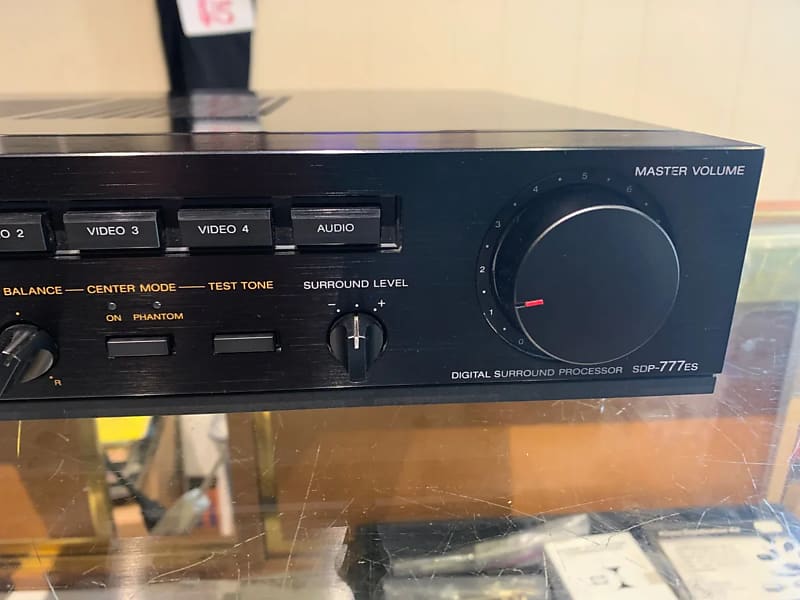 $15
MASTER VOLUME
0 1 2 3 4 5 6
O 2
VIDEO 3
VIDEO 4
AUDIO
BALANCE
CENTER MODE
TEST TONE
SURROUND LEVEL
ON
PHANTOM
− +
R
DIGITAL SURROUND PROCESSOR SDP-777ES